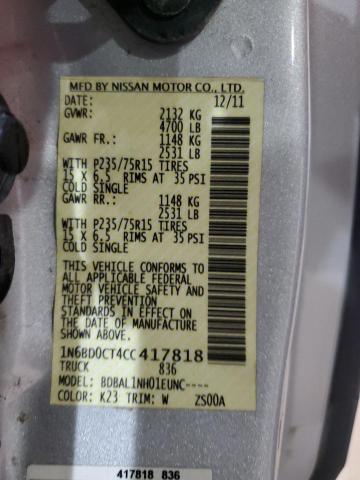 MFD BY NISSAN MOTOR CO., LTD.
DATE: 12/11
GVWR: 2132 KG
4700 LB
GAWR FR.: 1148 KG
2531 LB
WITH P235/75R15 TIRES
15 X 6.5 RIMS AT 35 PSI
COLD SINGLE
GAWR RR.: 1148 KG
2531 LB
WITH P235/75R15 TIRES
15 X 6.5 RIMS AT 35 PSI
COLD SINGLE
THIS VEHICLE CONFORMS TO
ALL APPLICABLE FEDERAL
MOTOR VEHICLE SAFETY AND
THEFT PREVENTION
STANDARDS IN EFFECT ON
THE DATE OF MANUFACTURE
SHOWN ABOVE.
1N6BD0CT4CC417818
TRUCK 836
MODEL: BDBAL1NH01EUNC----
COLOR: K23 TRIM: W ZS00A
417818 836